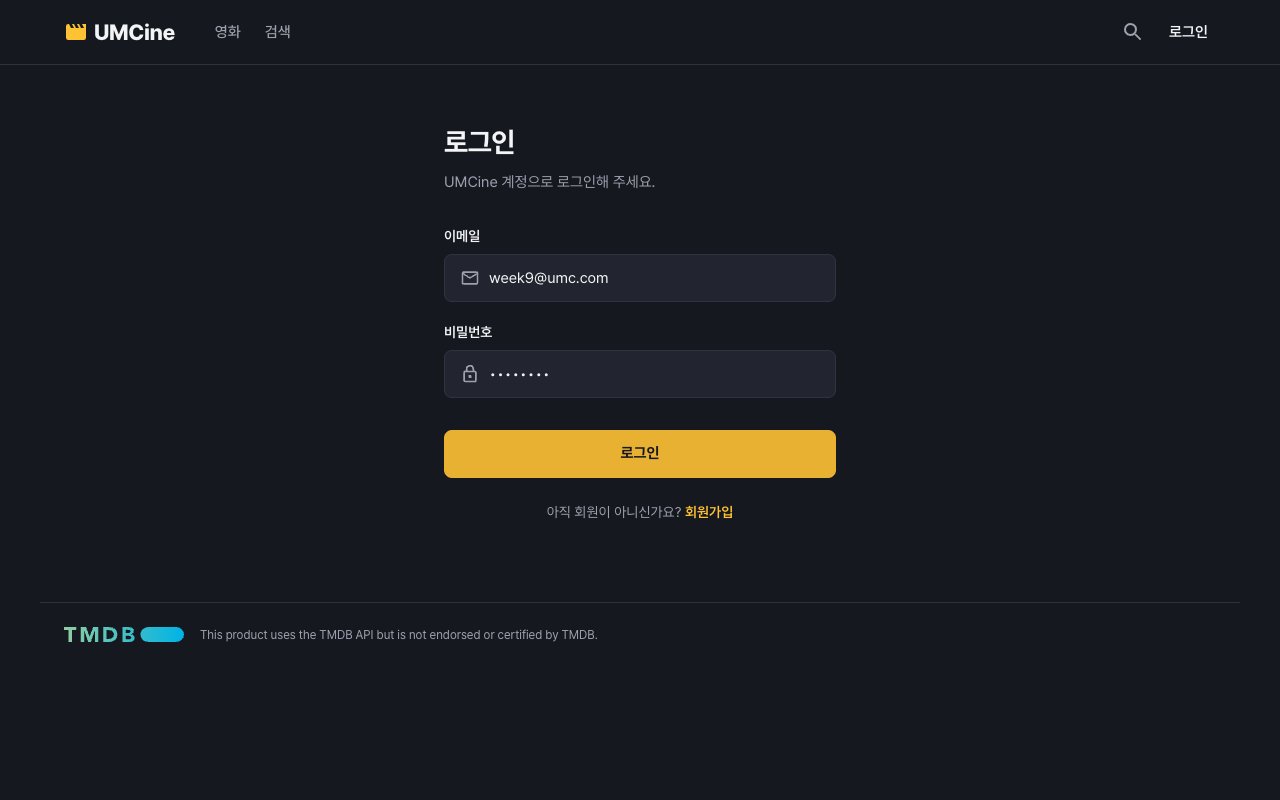 UMCine 영화 검색 로그인
로그인
UMCine 계정으로 로그인해 주세요.
이메일
week9@umc.com
비밀번호
••••••••
로그인
아직 회원이 아니신가요? 회원가입
TMDB This product uses the TMDB API but is not endorsed or certified by TMDB.